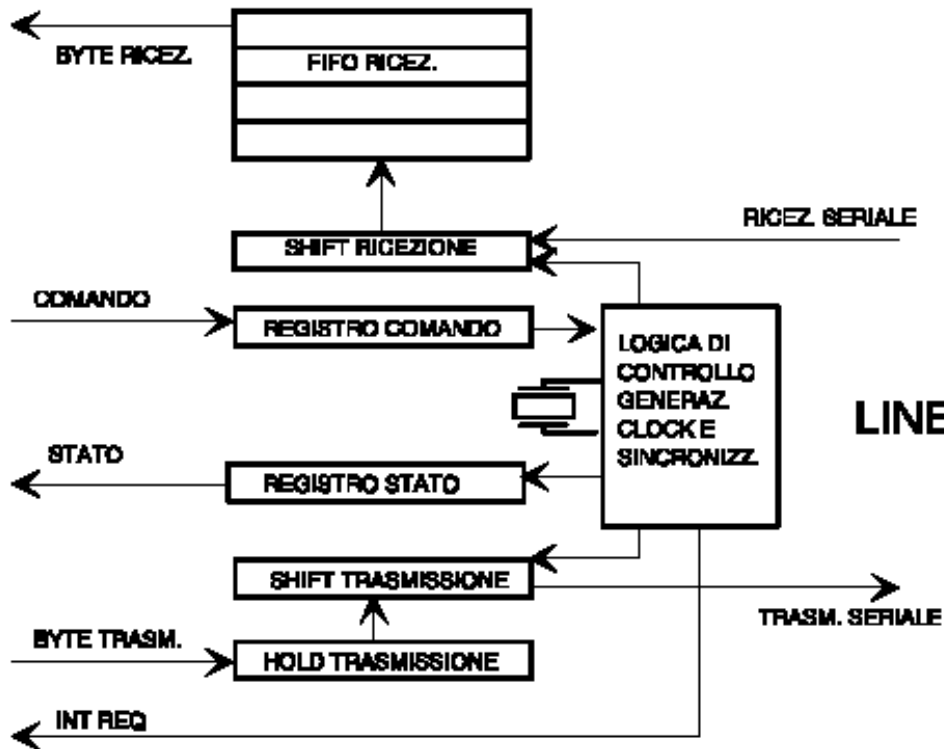 BYTE RICEZ.
FIFO RICEZ.
RICEZ. SERIALE
SHIFT RICEZIONE
COMANDO
REGISTRO COMANDO
LOGICA DI
CONTROLLO
GENERAZ.
CLOCK E
SINCRONIZZ.
LINE
STATO
REGISTRO STATO
SHIFT TRASMISSIONE
TRASM. SERIALE
BYTE TRASM.
HOLD TRASMISSIONE
INT REQ